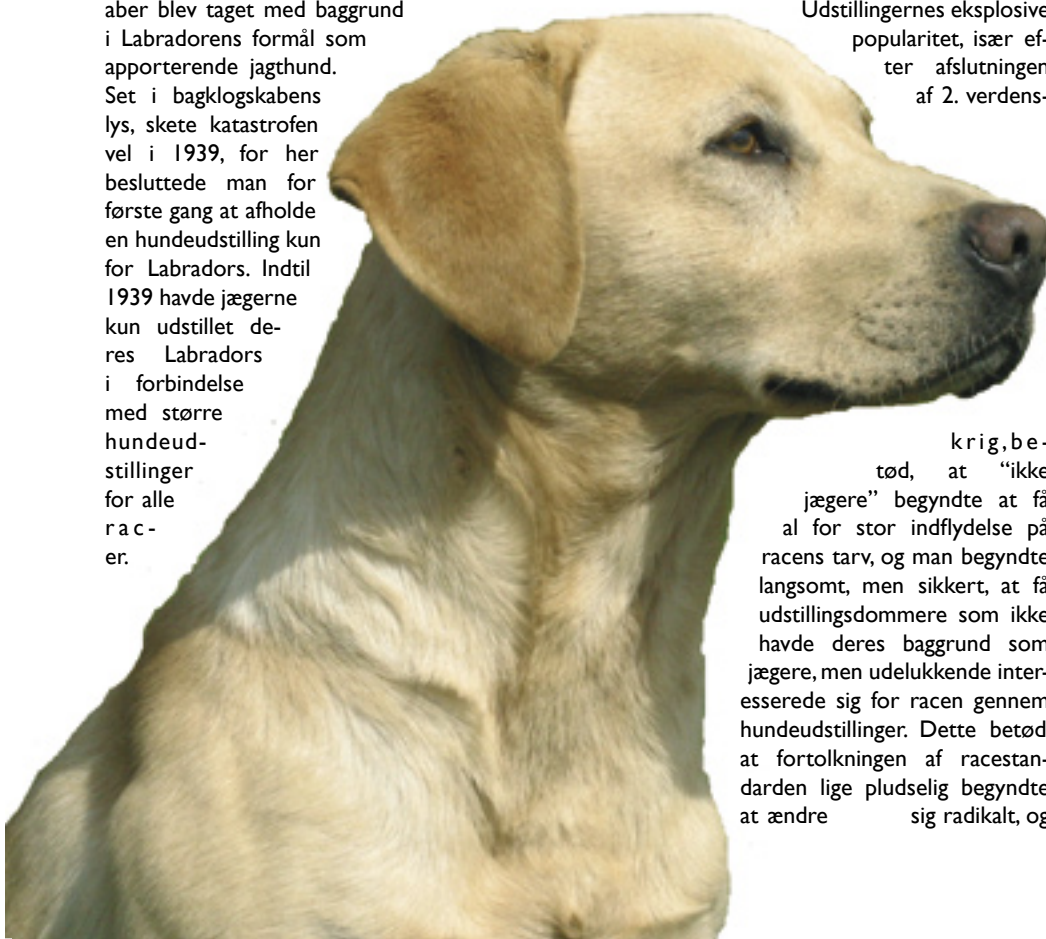 aber blev taget med baggrund
i Labradorens formål som
apporterende jagthund.
Set i bagklogskabens
lys, skete katastrofen
vel i 1939, for her
besluttede man for
første gang at afholde
en hundeudstilling kun
for Labradors. Indtil
1939 havde jægerne
kun udstillet de-
res Labradors
i forbindelse
med større
hundeud-
stillinger
for alle
rac-
er.
Udstillingernes eksplosive
popularitet, især ef-
ter afslutningen
af 2. verdens-
krig,be-
tød, at “ikke
jægere” begyndte at få
al for stor indflydelse på
racens tarv, og man begyndte
langsomt, men sikkert, at få
udstillingsdommere som ikke
havde deres baggrund som
jægere, men udelukkende inter-
esserede sig for racen gennem
hundeudstillinger. Dette betød
at fortolkningen af racestan-
darden lige pludselig begyndte
at ændre sig radikalt, og